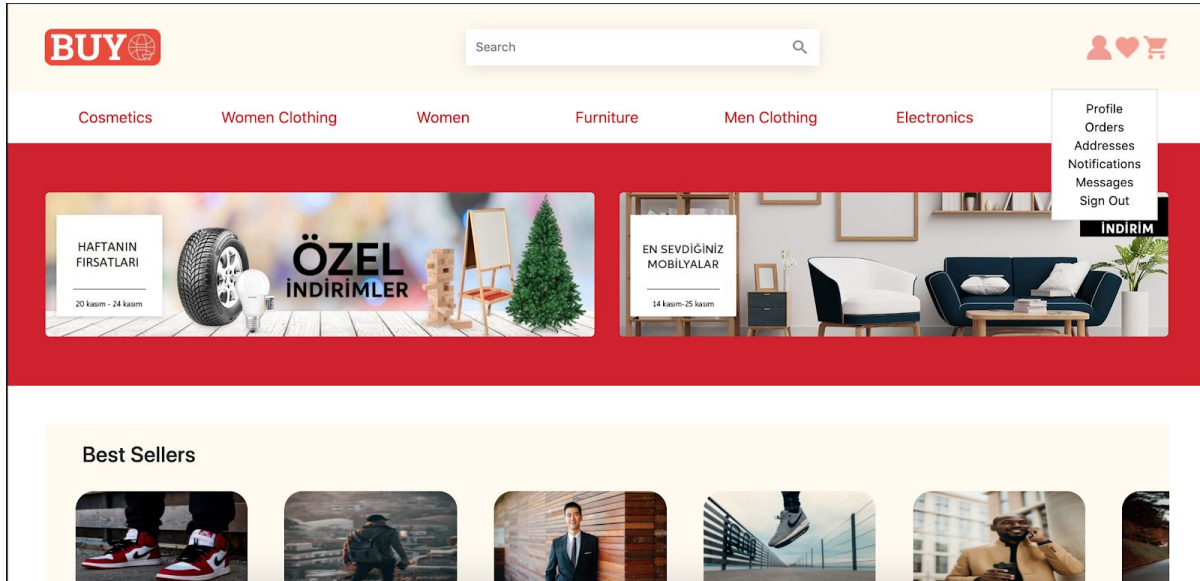 BUY
Search
Cosmetics
Women Clothing
Women
Furniture
Men Clothing
Electronics
Profile
Orders
Addresses
Notifications
Messages
Sign Out
HAFTANIN
FIRSATLARI
20 kasım - 24 kasım
ÖZEL
İNDİRİMLER
EN SEVDİĞİNİZ
MOBİLYALAR
14 kasım-25 kasım
İNDİRİM
Best Sellers